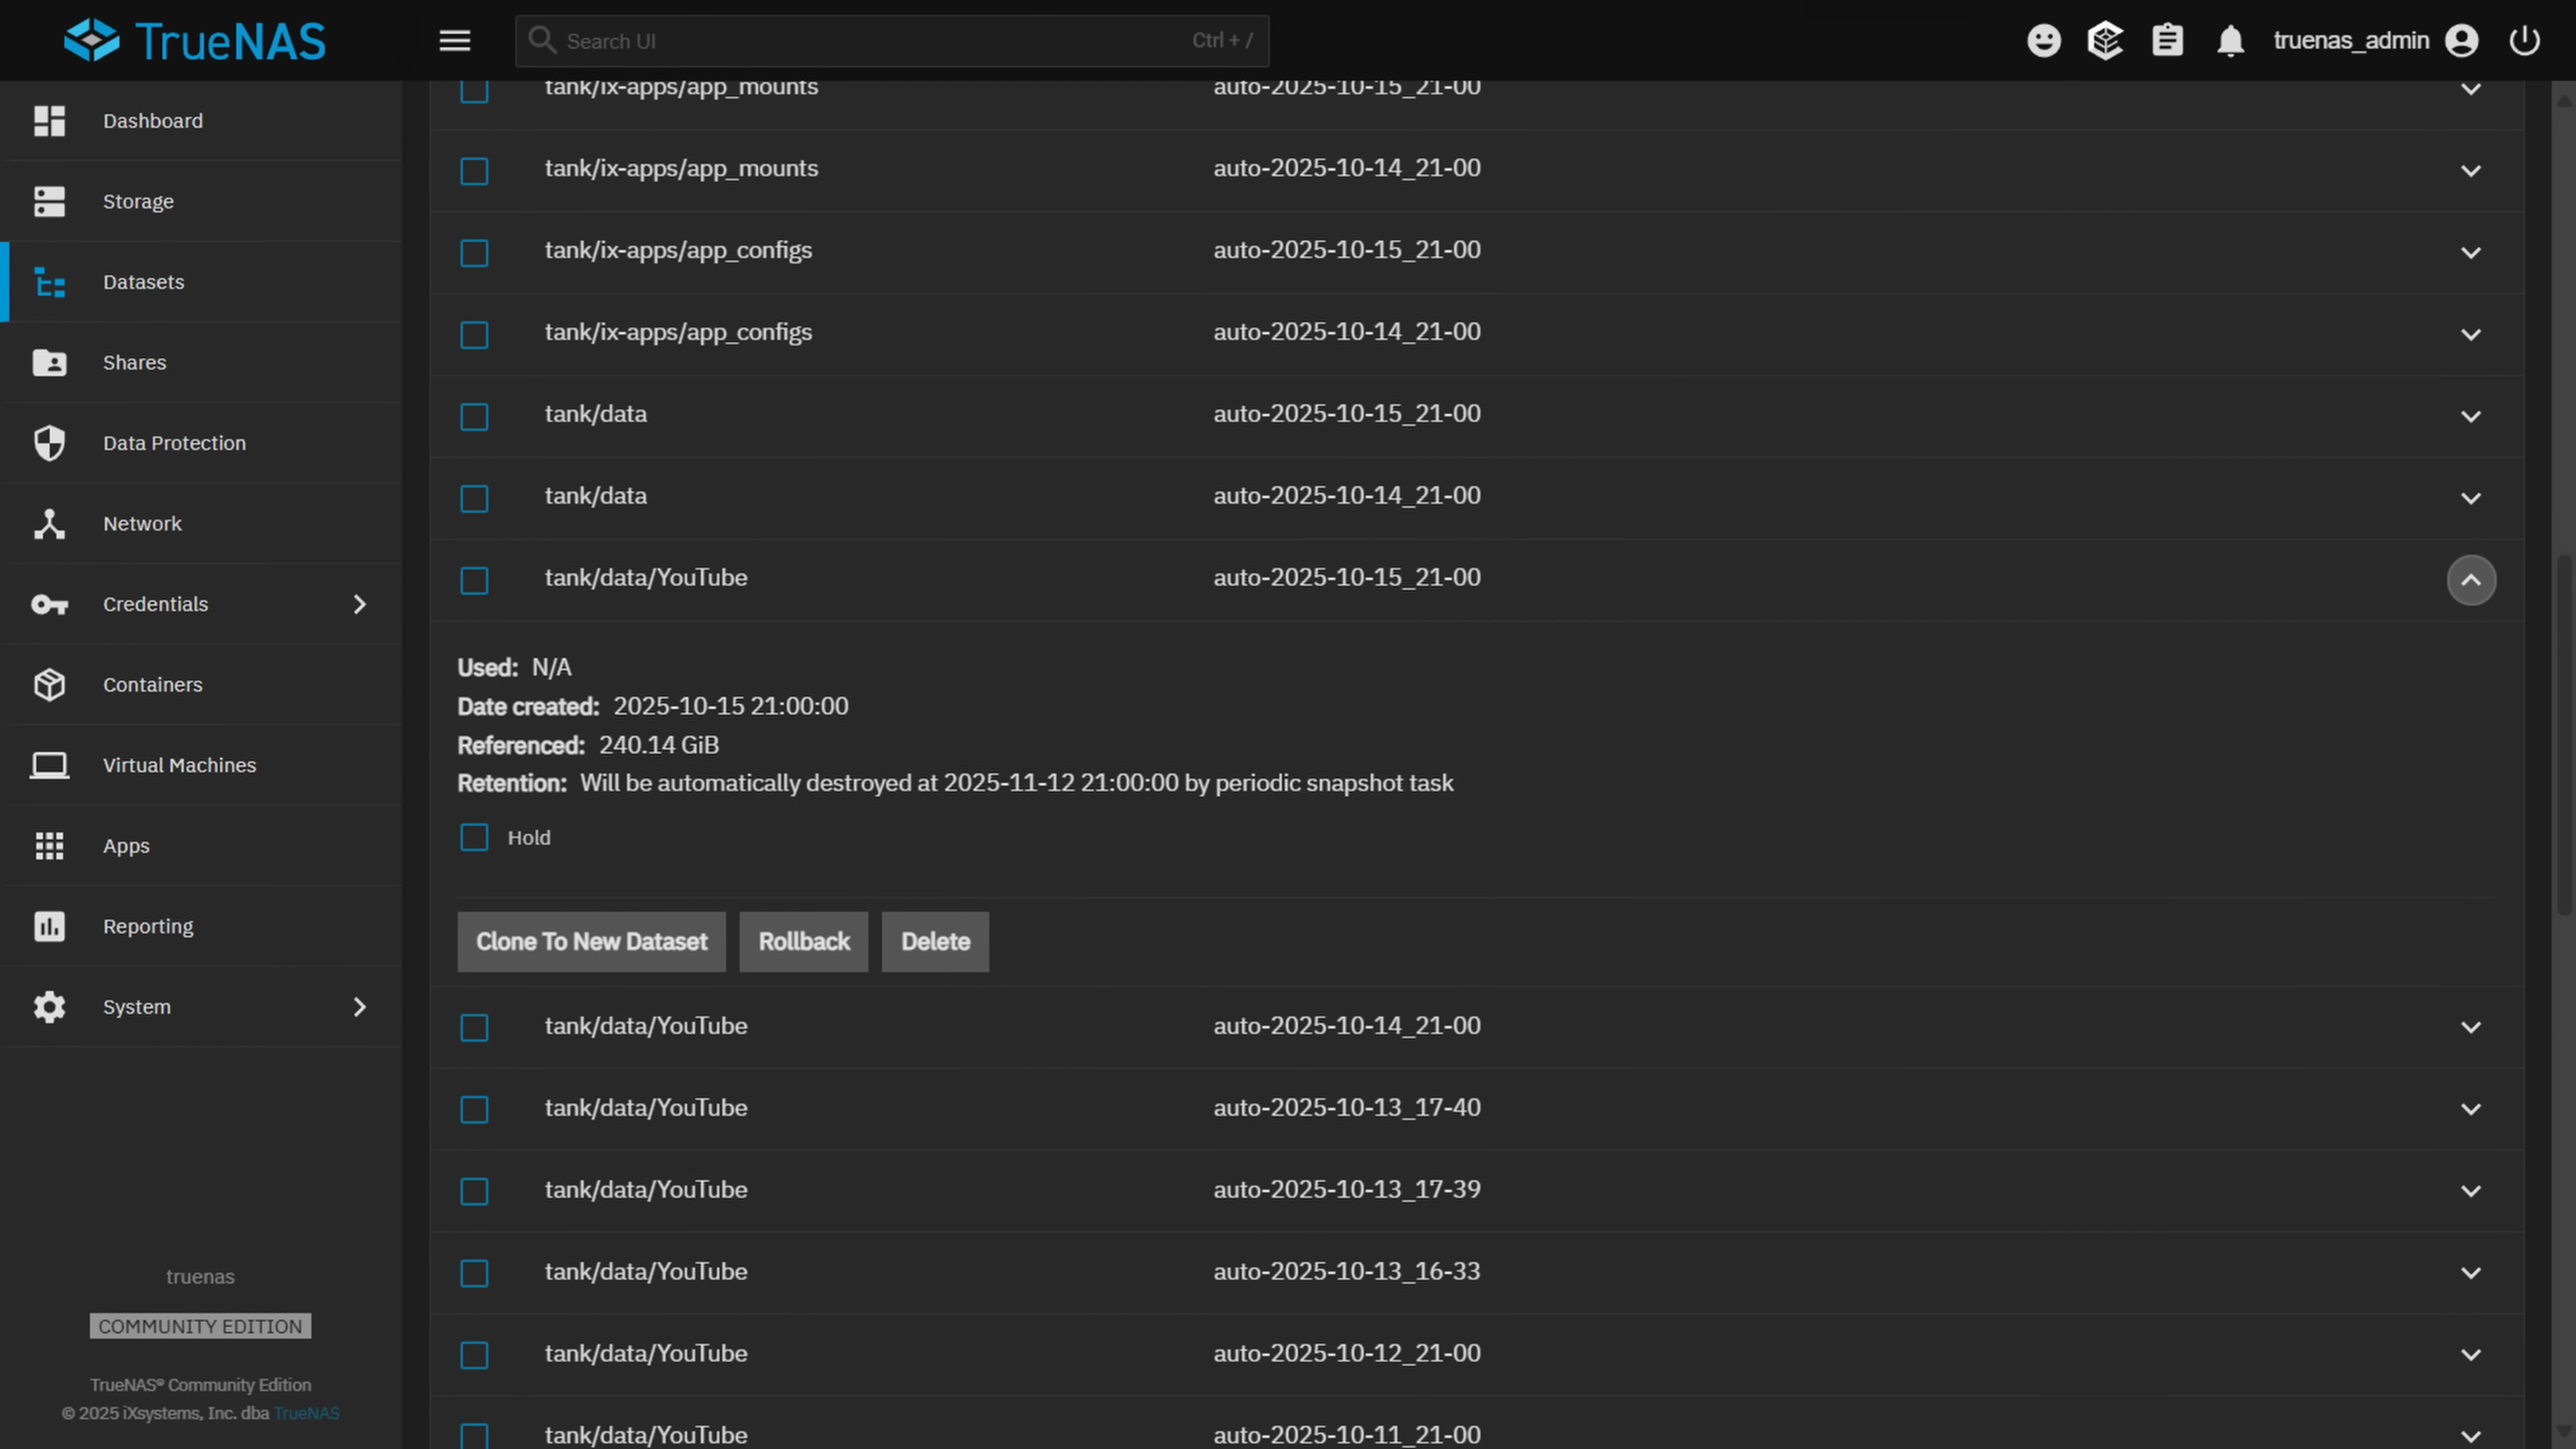 TrueNAS
Search UI
Ctrl + /
truenas_admin
Dashboard
Storage
Datasets
Shares
Data Protection
Network
Credentials
Containers
Virtual Machines
Apps
Reporting
System
truenas
COMMUNITY EDITION
TrueNAS® Community Edition
© 2025 iXsystems, Inc. dba TrueNAS
tank/ix-apps/app_mounts auto-2025-10-15_21-00
tank/ix-apps/app_mounts auto-2025-10-14_21-00
tank/ix-apps/app_configs auto-2025-10-15_21-00
tank/ix-apps/app_configs auto-2025-10-14_21-00
tank/data auto-2025-10-15_21-00
tank/data auto-2025-10-14_21-00
tank/data/YouTube auto-2025-10-15_21-00
Used: N/A
Date created: 2025-10-15 21:00:00
Referenced: 240.14 GiB
Retention: Will be automatically destroyed at 2025-11-12 21:00:00 by periodic snapshot task
Hold
Clone To New Dataset Rollback Delete
tank/data/YouTube auto-2025-10-14_21-00
tank/data/YouTube auto-2025-10-13_17-40
tank/data/YouTube auto-2025-10-13_17-39
tank/data/YouTube auto-2025-10-13_16-33
tank/data/YouTube auto-2025-10-12_21-00
tank/data/YouTube auto-2025-10-11_21-00